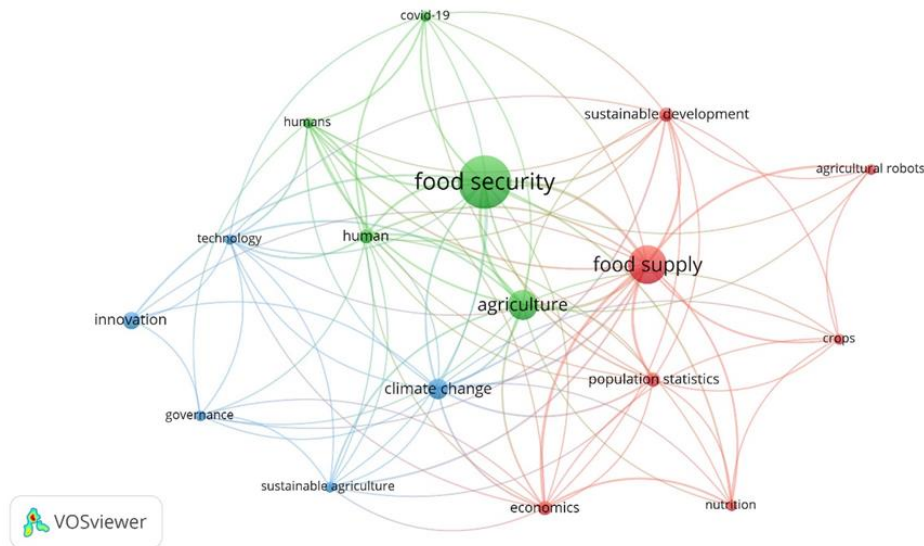 covid-19
sustainable development
humans
agricultural robots
food security
technology
human
food supply
agriculture
innovation
crops
population statistics
climate change
governance
sustainable agriculture
economics
nutrition
VOSviewer